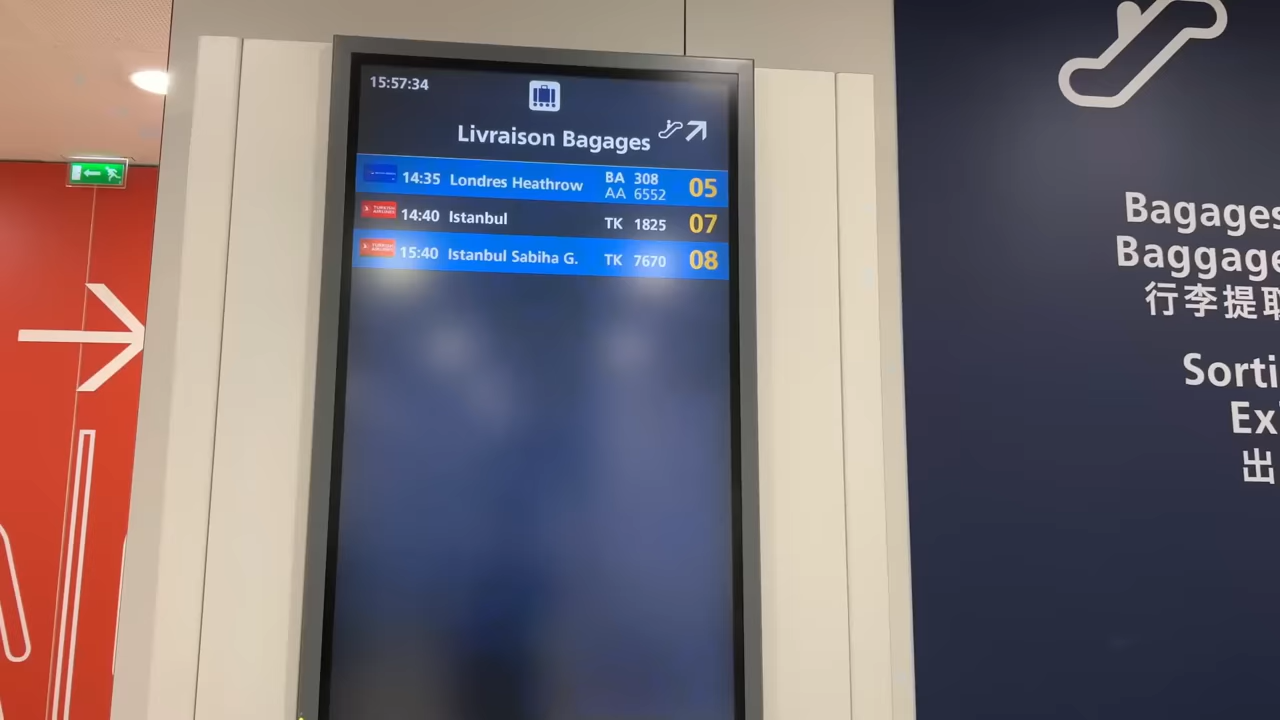 15:57:34
Livraison Bagages
14:35 Londres Heathrow BA 308 05
AA 6552
14:40 Istanbul TK 1825 07
15:40 Istanbul Sabiha G. TK 7670 08
Bagages
Baggage
行李提取
Sorti
Ex
出